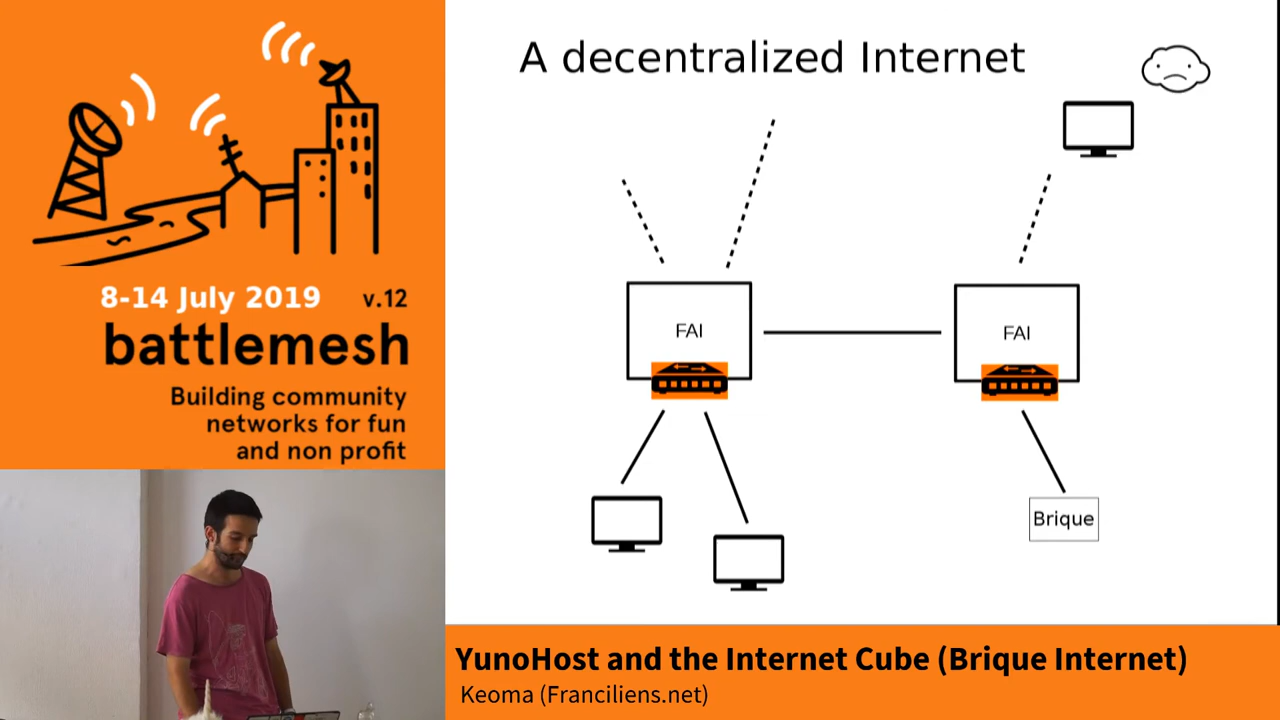 8-14 July 2019 v.12
battlemesh
Building community
networks for fun
and non profit
A decentralized Internet
FAI
FAI
Brique
YunoHost and the Internet Cube (Brique Internet)
Keoma (Franciliens.net)